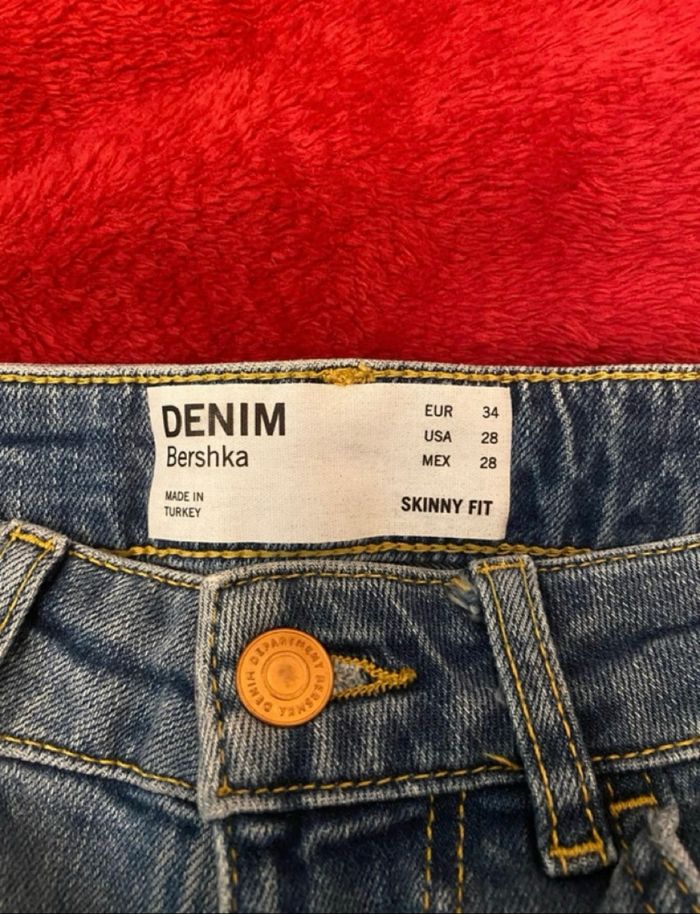 DENIM
Bershka
MADE IN
TURKEY
EUR 34
USA 28
MEX 28
SKINNY FIT
DENIM DEPARTMENT BERSHKA